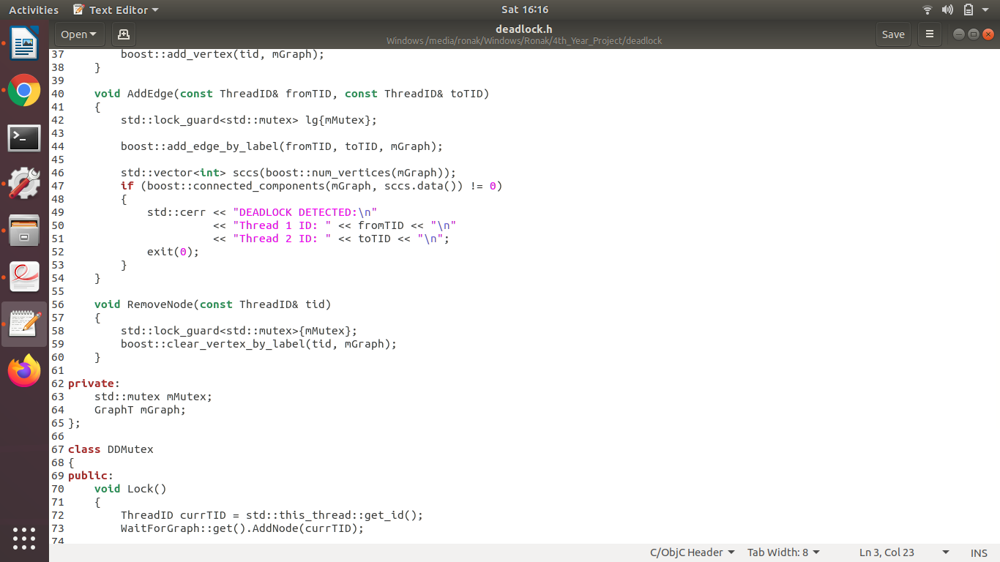 Activities Text Editor Sat 16:16
Open deadlock.h Save
Windows /media/ronak/Windows/Ronak/4th_Year_Project/deadlock
37         boost::add_vertex(tid, mGraph);
38     }
39
40     void AddEdge(const ThreadID& fromTID, const ThreadID& toTID)
41     {
42         std::lock_guard<std::mutex> lg{mMutex};
43
44         boost::add_edge_by_label(fromTID, toTID, mGraph);
45
46         std::vector<int> sccs(boost::num_vertices(mGraph));
47         if (boost::connected_components(mGraph, sccs.data()) != 0)
48         {
49             std::cerr << "DEADLOCK DETECTED:\n"
50                       << "Thread 1 ID: " << fromTID << "\n"
51                       << "Thread 2 ID: " << toTID << "\n";
52             exit(0);
53         }
54     }
55
56     void RemoveNode(const ThreadID& tid)
57     {
58         std::lock_guard<std::mutex>{mMutex};
59         boost::clear_vertex_by_label(tid, mGraph);
60     }
61
62 private:
63     std::mutex mMutex;
64     GraphT mGraph;
65 };
66
67 class DDMutex
68 {
69 public:
70     void Lock()
71     {
72         ThreadID currTID = std::this_thread::get_id();
73         WaitForGraph::get().AddNode(currTID);
74
C/ObjC Header Tab Width: 8 Ln 3, Col 23 INS